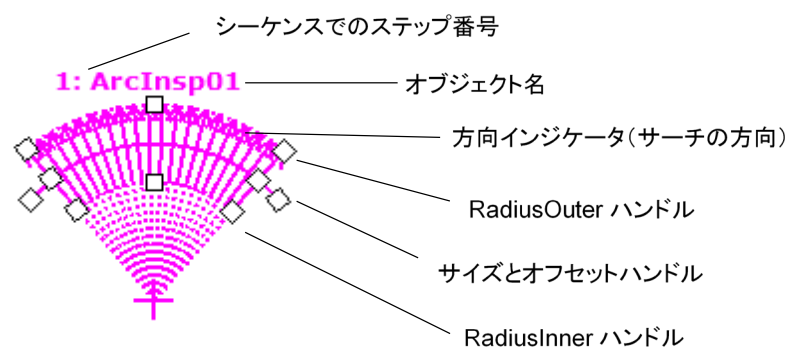 シーケンスでのステップ番号
1: ArcInsp01
オブジェクト名
方向インジケータ（サーチの方向）
RadiusOuter ハンドル
サイズとオフセットハンドル
RadiusInner ハンドル